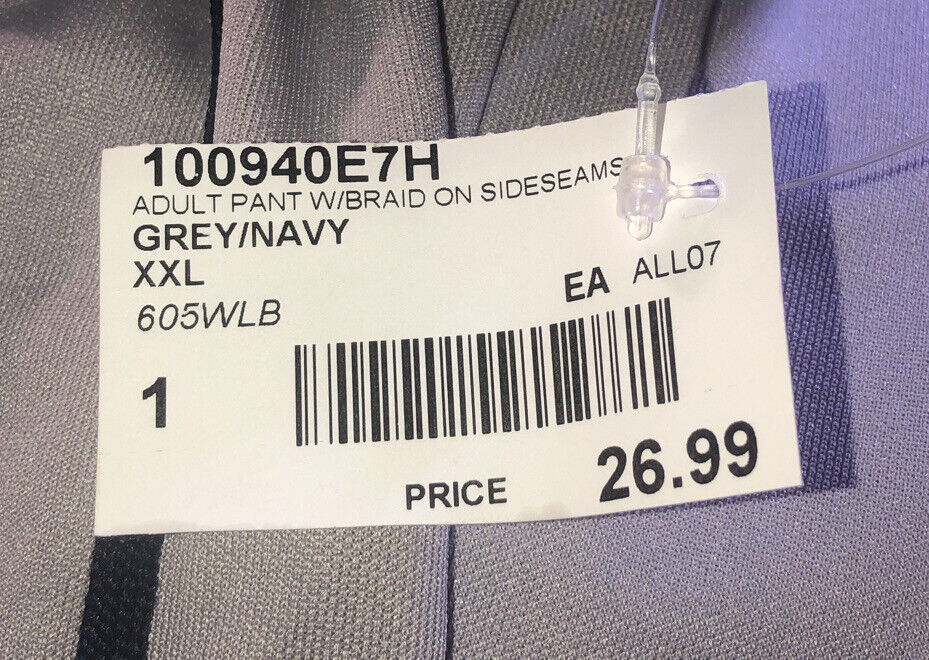 100940E7H
ADULT PANT W/BRAID ON SIDESEAMS
GREY/NAVY
XXL
605WLB
EA ALL07
1
PRICE 26.99